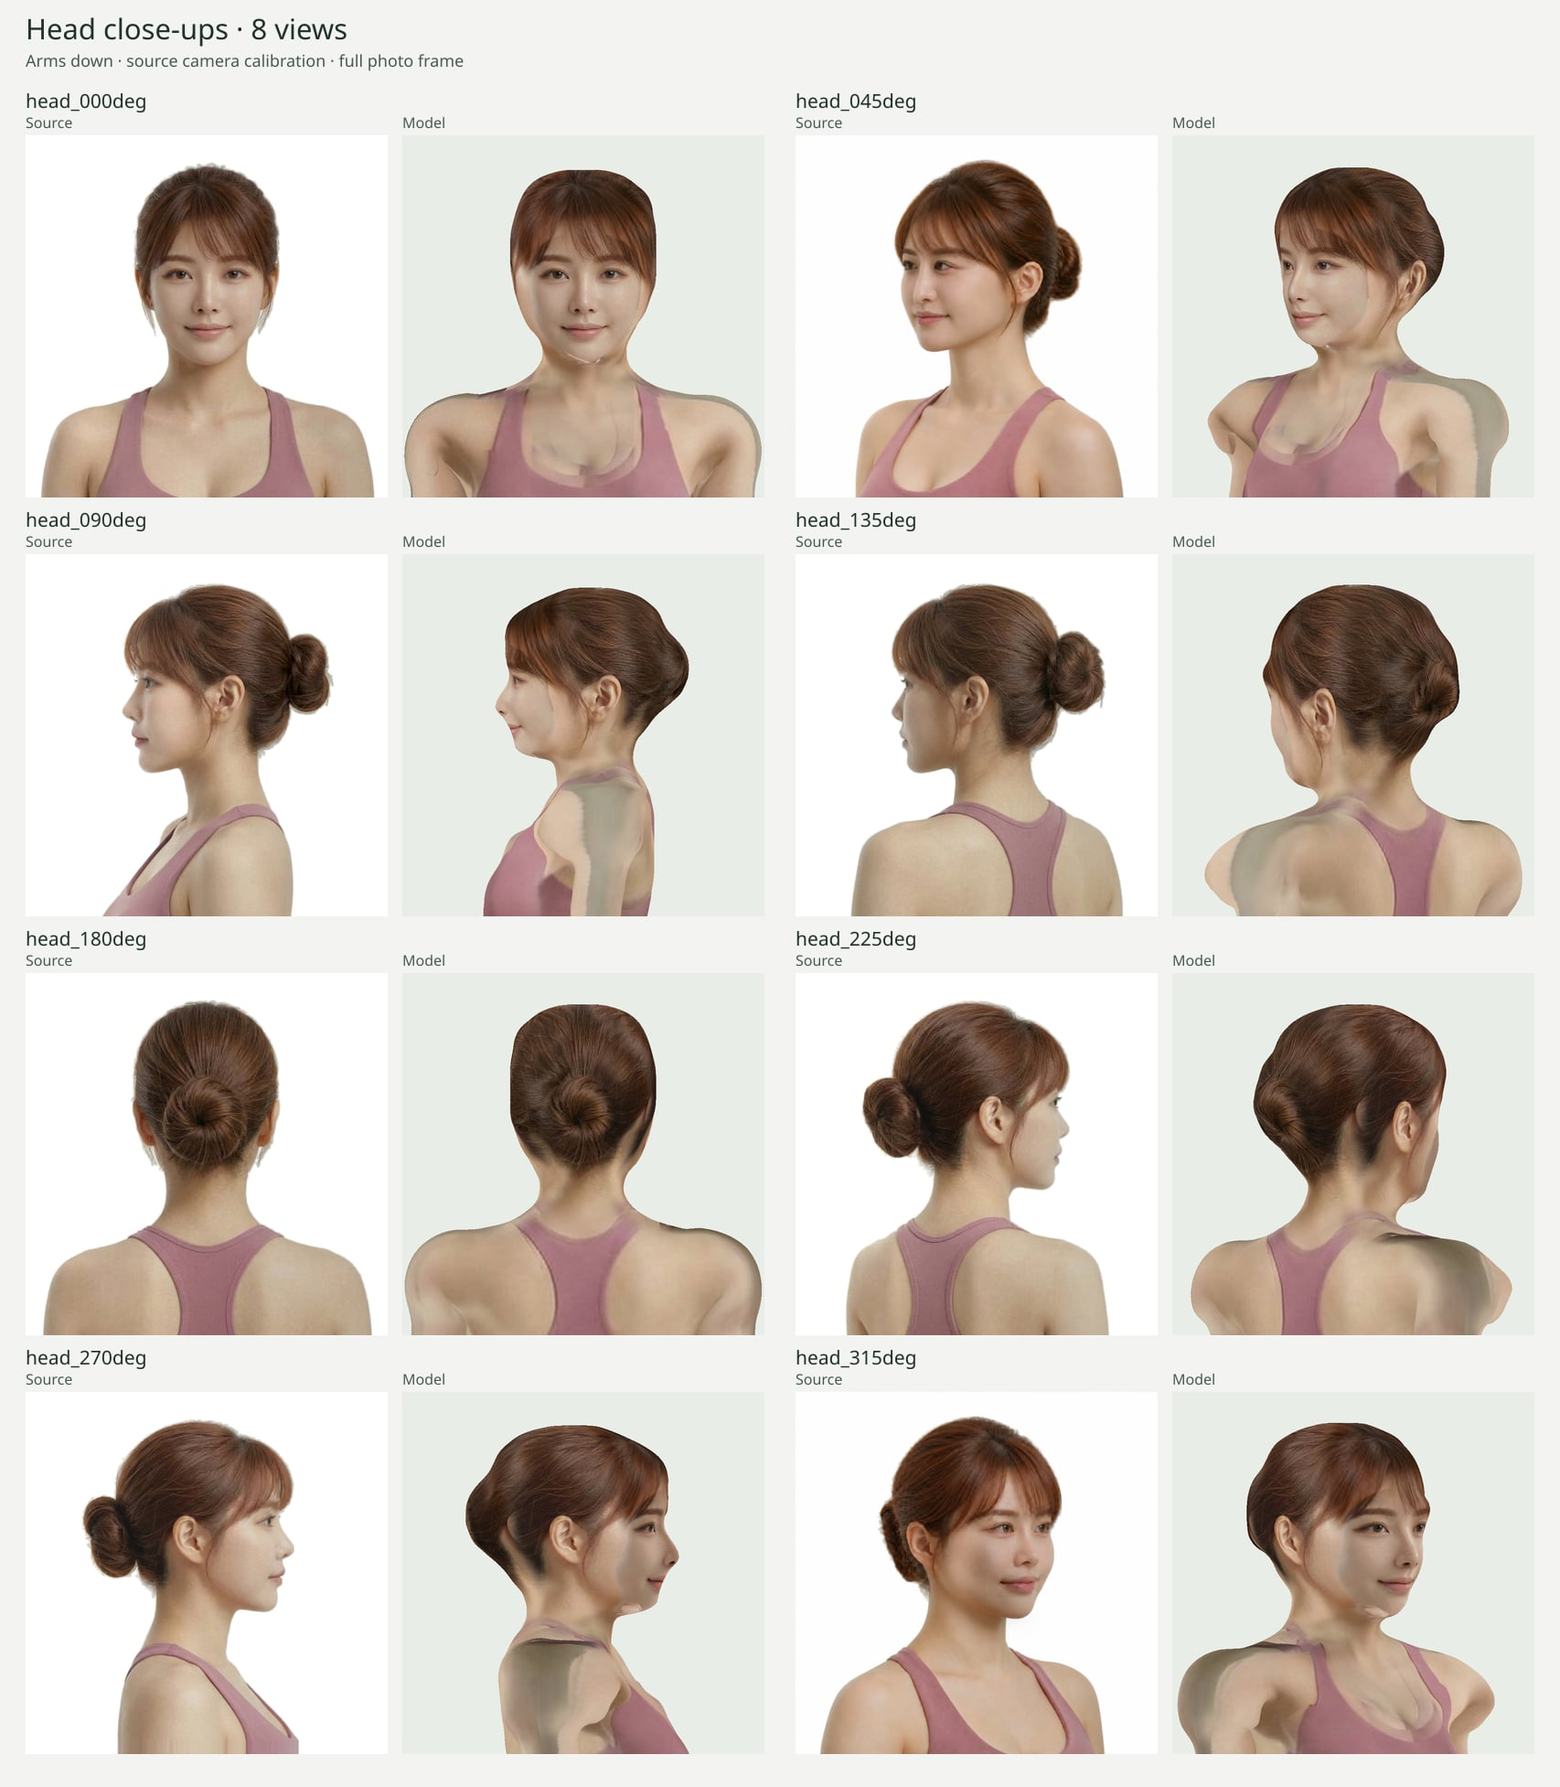 Head close-ups · 8 views
Arms down · source camera calibration · full photo frame
head_000deg
Source
Model
head_045deg
Source
Model
head_090deg
Source
Model
head_135deg
Source
Model
head_180deg
Source
Model
head_225deg
Source
Model
head_270deg
Source
Model
head_315deg
Source
Model